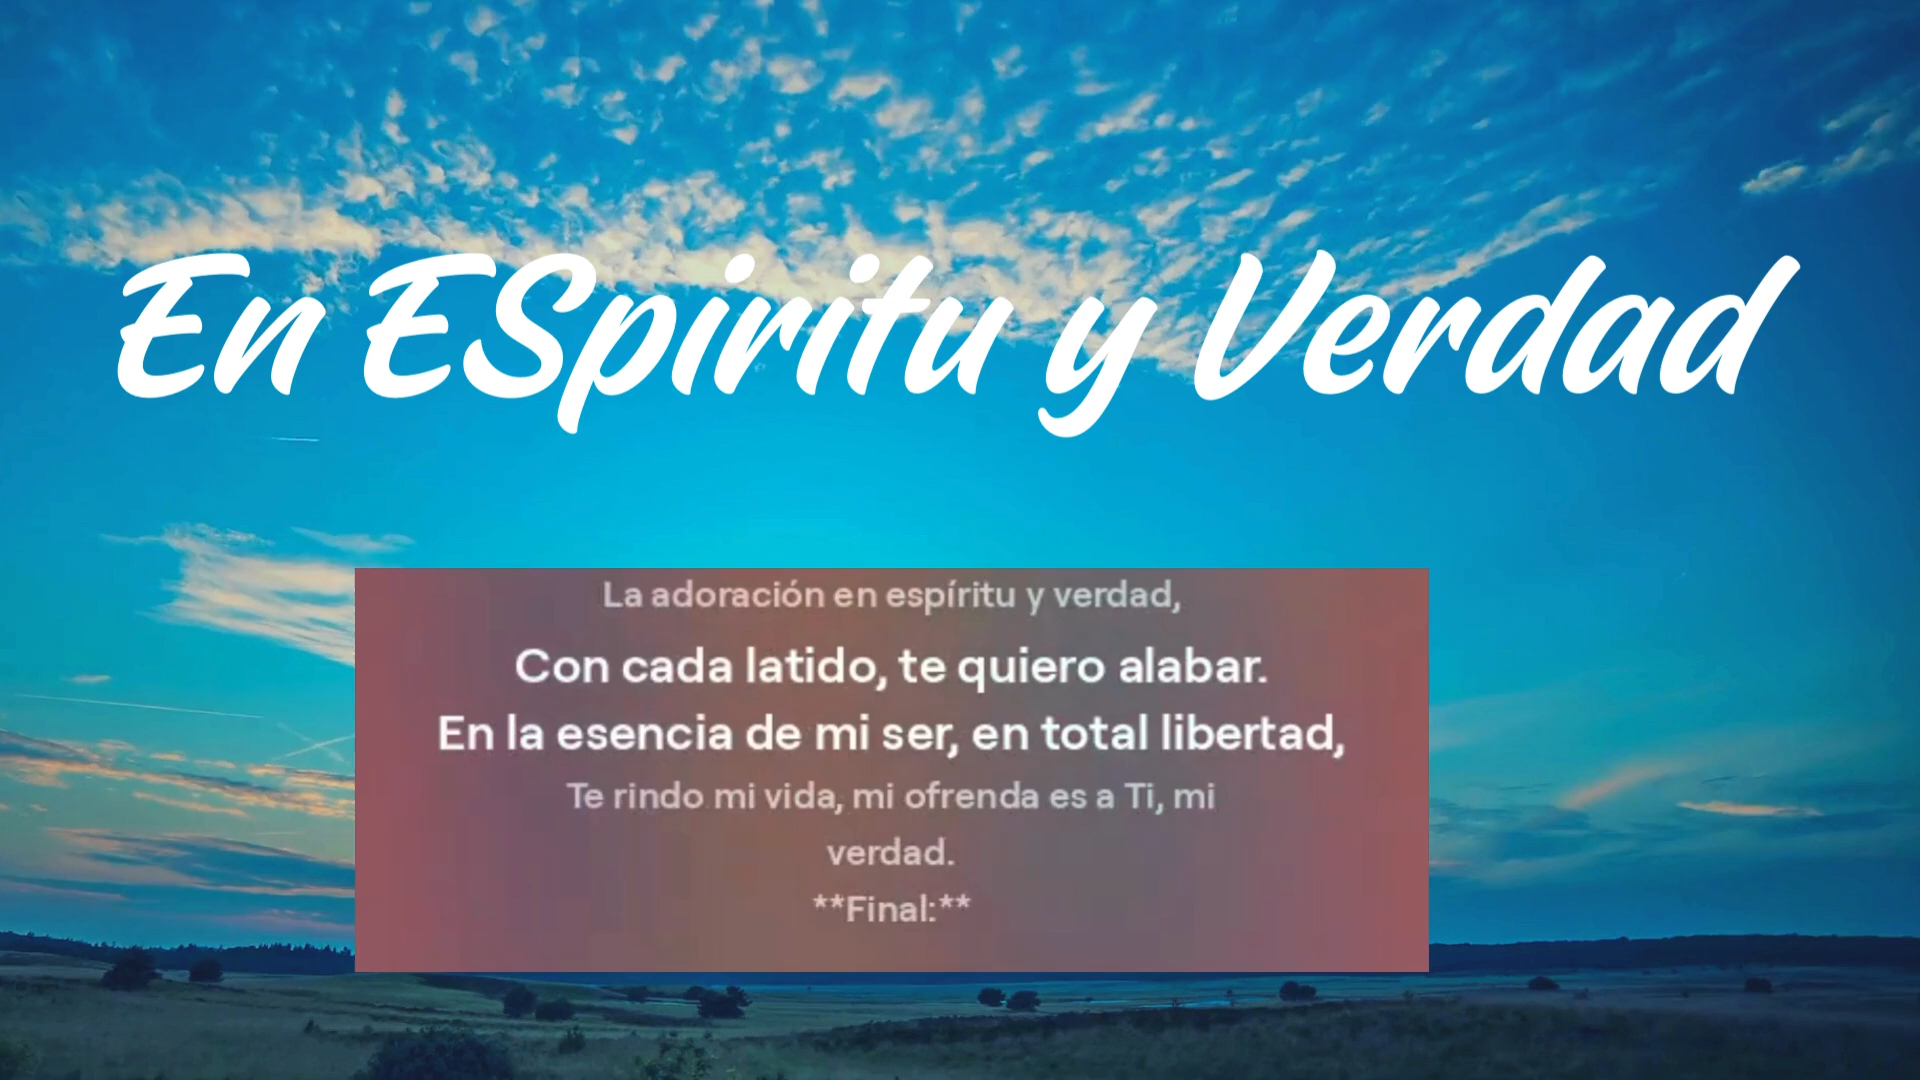 En ESpiritu y Verdad
La adoración en espíritu y verdad,
Con cada latido, te quiero alabar.
En la esencia de mi ser, en total libertad,
Te rindo mi vida, mi ofrenda es a Ti, mi
verdad.
**Final:**